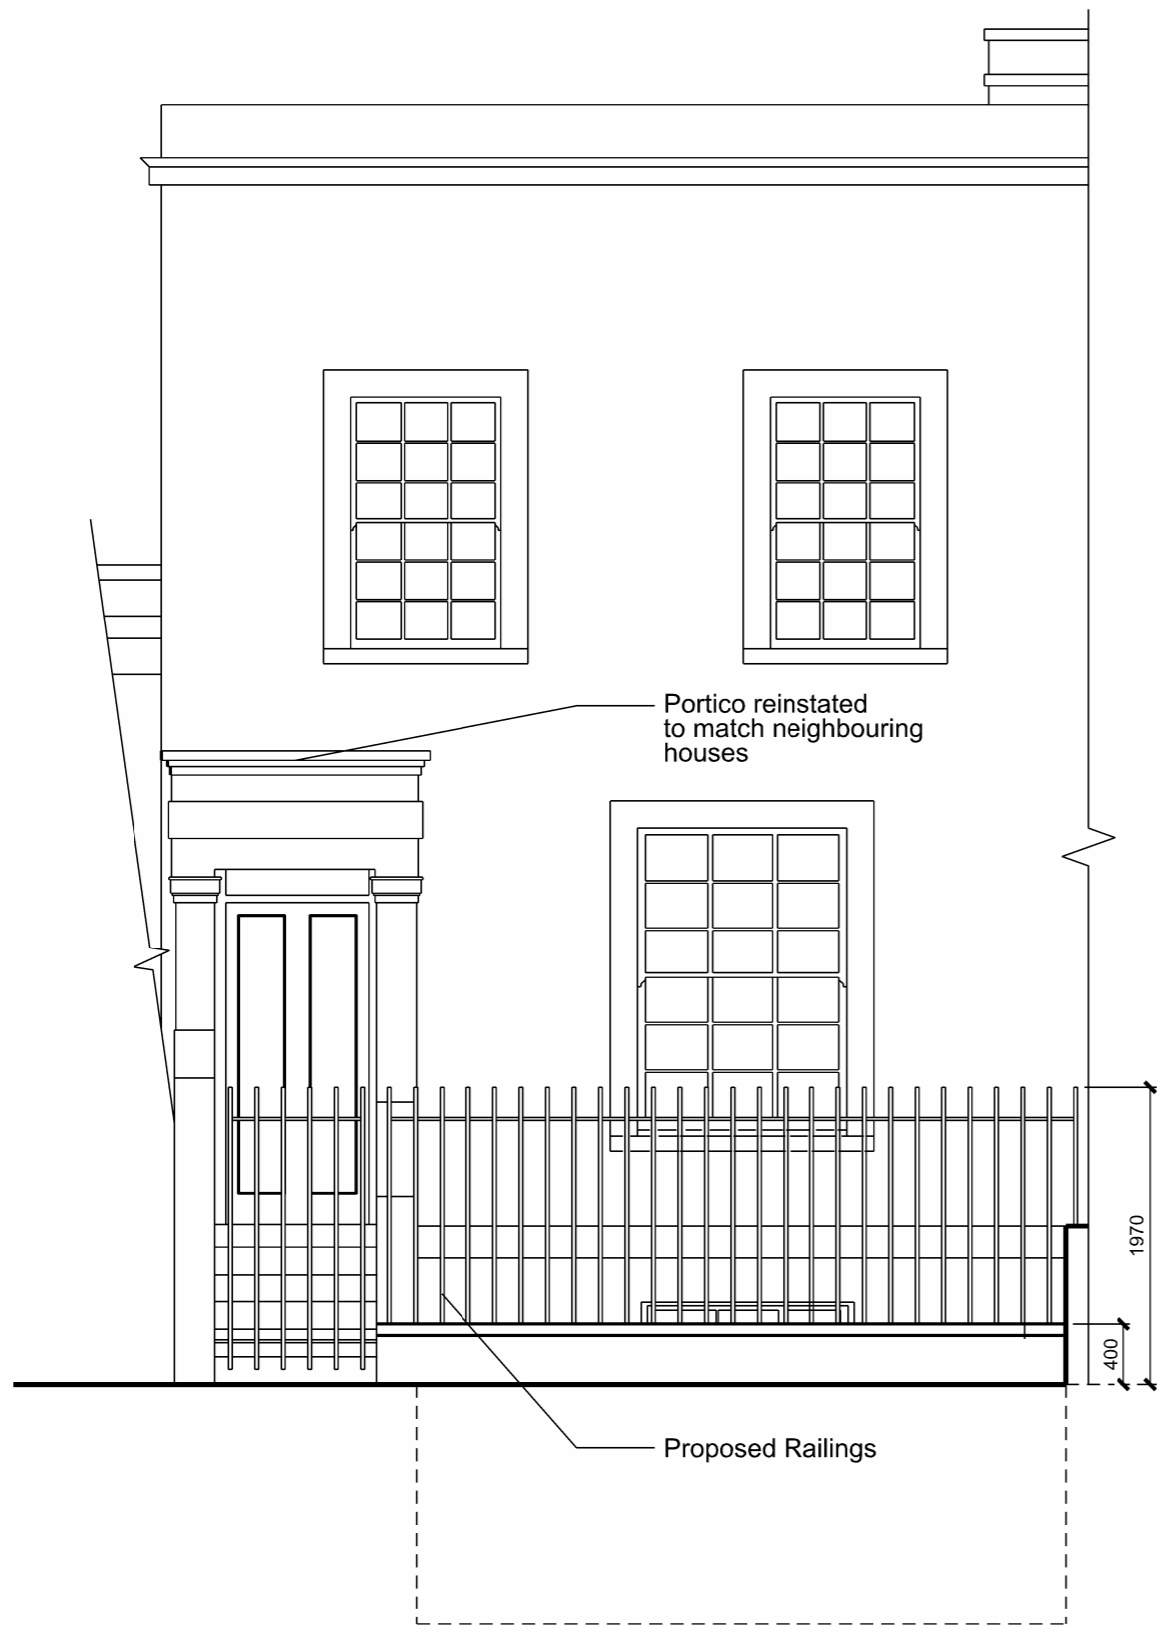 Portico reinstated
to match neighbouring
houses
1970
400
Proposed Railings